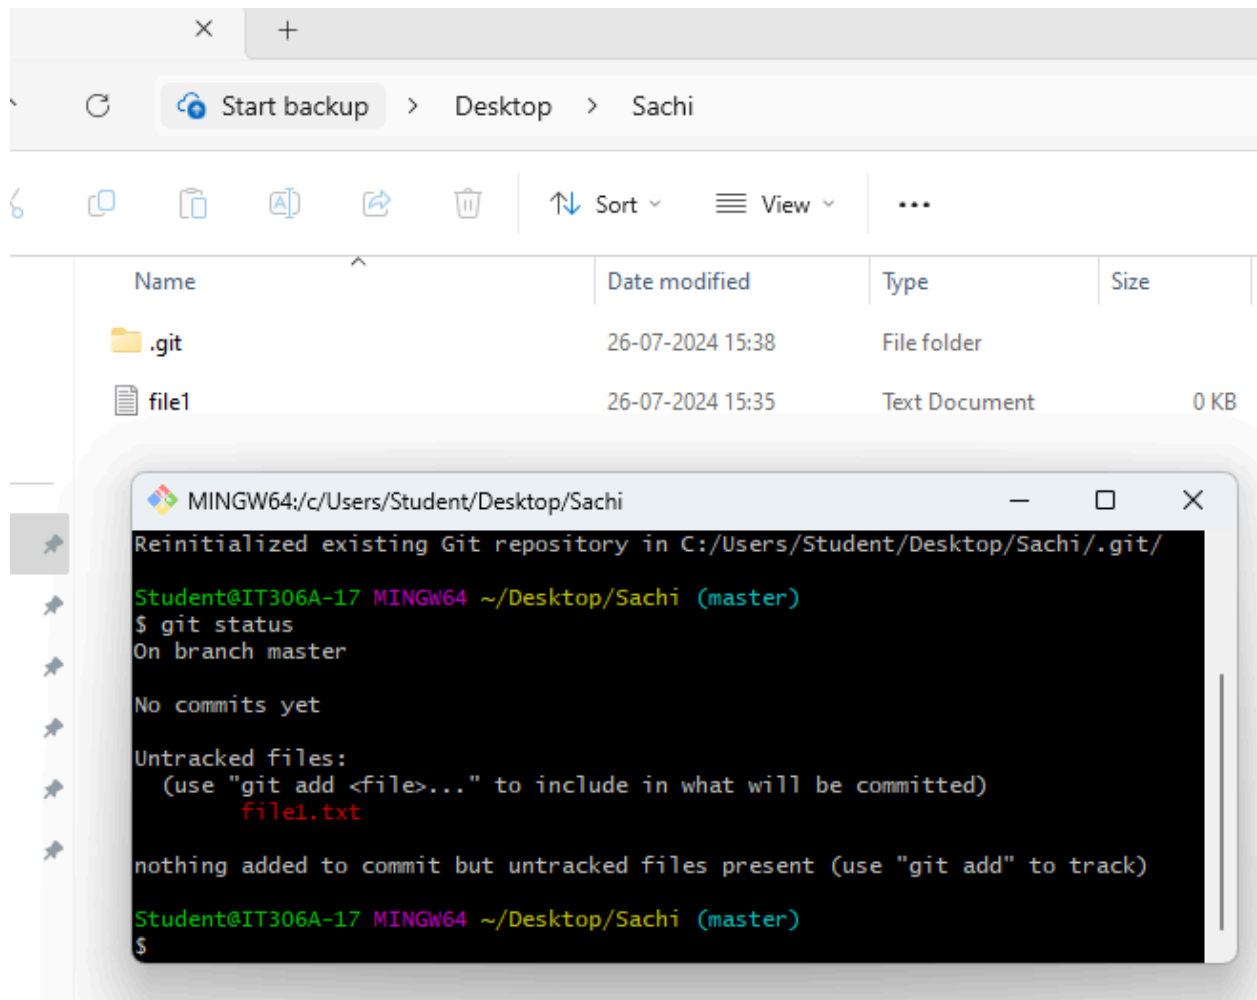 Start backup > Desktop > Sachi
Sort View ...
Name Date modified Type Size
.git 26-07-2024 15:38 File folder
file1 26-07-2024 15:35 Text Document 0 KB
MINGW64:/c/Users/Student/Desktop/Sachi
Reinitialized existing Git repository in C:/Users/Student/Desktop/Sachi/.git/
Student@IT306A-17 MINGW64 ~/Desktop/Sachi (master)
$ git status
On branch master
No commits yet
Untracked files:
(use "git add <file>..." to include in what will be committed)
file1.txt
nothing added to commit but untracked files present (use "git add" to track)
Student@IT306A-17 MINGW64 ~/Desktop/Sachi (master)
$